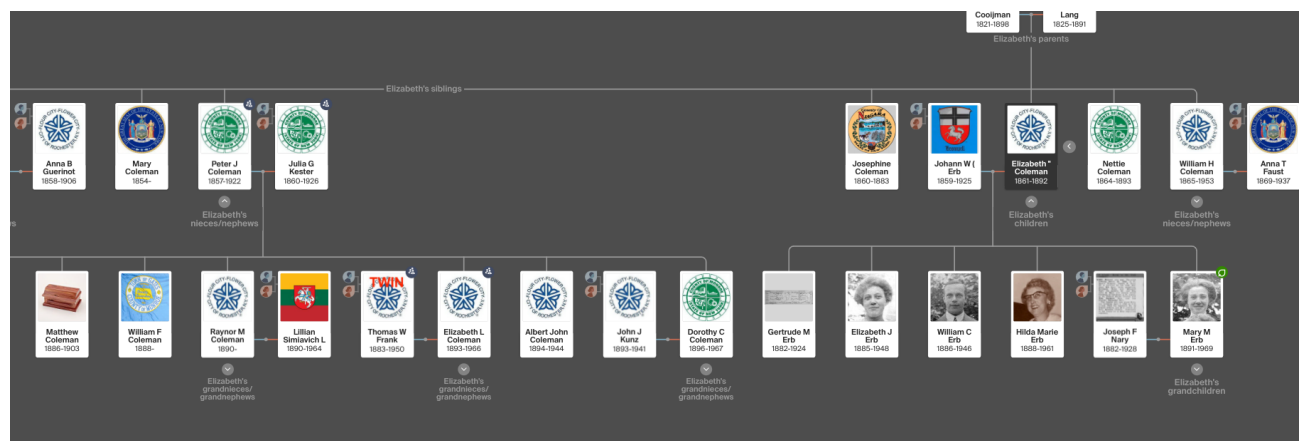 Cooijman
1821-1898
Lang
1825-1891
Elizabeth's parents
Elizabeth's siblings
Anna B
Guerinot
1858-1906
Mary
Coleman
1854-
Peter J
Coleman
1857-1922
Julia G
Kester
1860-1926
Josephine
Coleman
1860-1883
Johann W (
Erb
1859-1925
Elizabeth "
Coleman
1861-1892
Nettie
Coleman
1864-1893
William H
Coleman
1865-1953
Anna T
Faust
1869-1937
Elizabeth's
nieces/nephews
Elizabeth's
children
Elizabeth's
nieces/nephews
Matthew
Coleman
1886-1903
William F
Coleman
1888-
Raynor M
Coleman
1890-
Lillian
Simiavich L
1890-1964
TWIN
Thomas W
Frank
1883-1950
Elizabeth L
Coleman
1893-1966
Albert John
Coleman
1894-1944
John J
Kunz
1893-1941
Dorothy C
Coleman
1896-1967
Gertrude M
Erb
1882-1924
Elizabeth J
Erb
1885-1948
William C
Erb
1886-1946
Hilda Marie
Erb
1888-1961
Joseph F
Nary
1882-1928
Mary M
Erb
1891-1969
Elizabeth's
grandnieces/
grandnephews
Elizabeth's
grandnieces/
grandnephews
Elizabeth's
grandnieces/
grandnephews
Elizabeth's
grandchildren